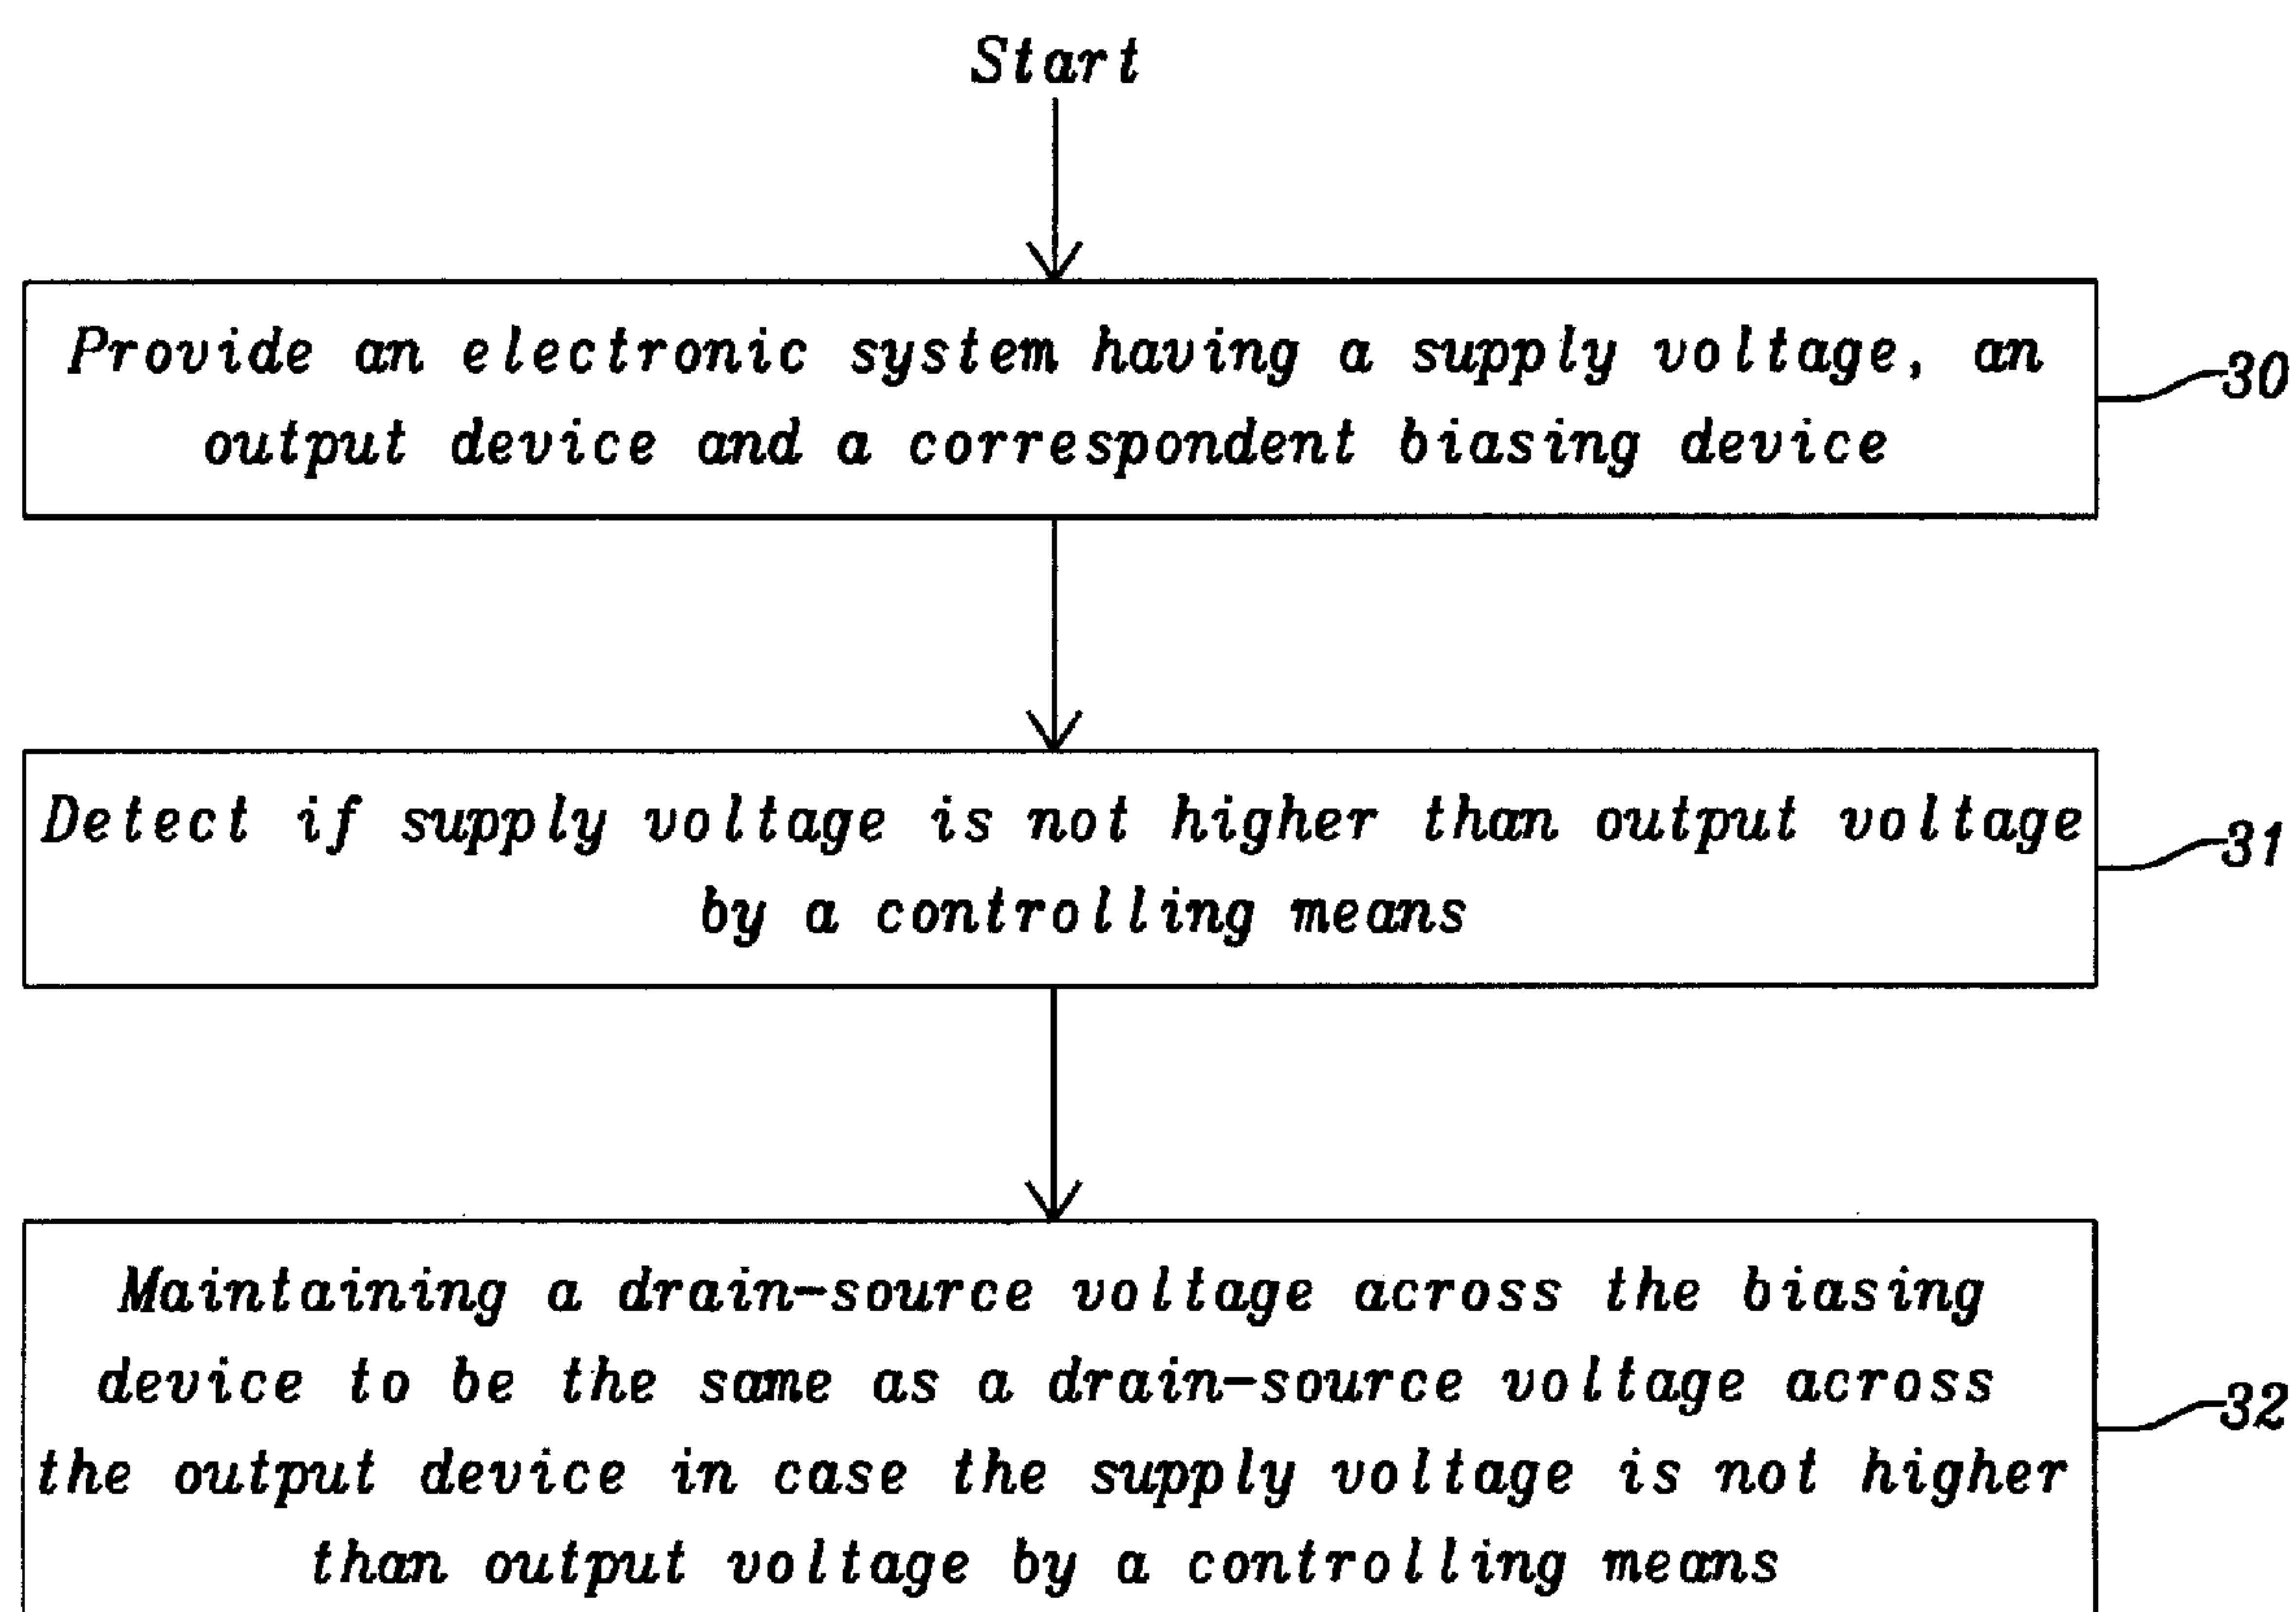 Start
Provide an electronic system having a supply voltage, an
output device and a correspondent biasing device
30
Detect if supply voltage is not higher than output voltage
by a controlling means
31
Maintaining a drain-source voltage across the biasing
device to be the same as a drain-source voltage across
the output device in case the supply voltage is not higher
than output voltage by a controlling means
32